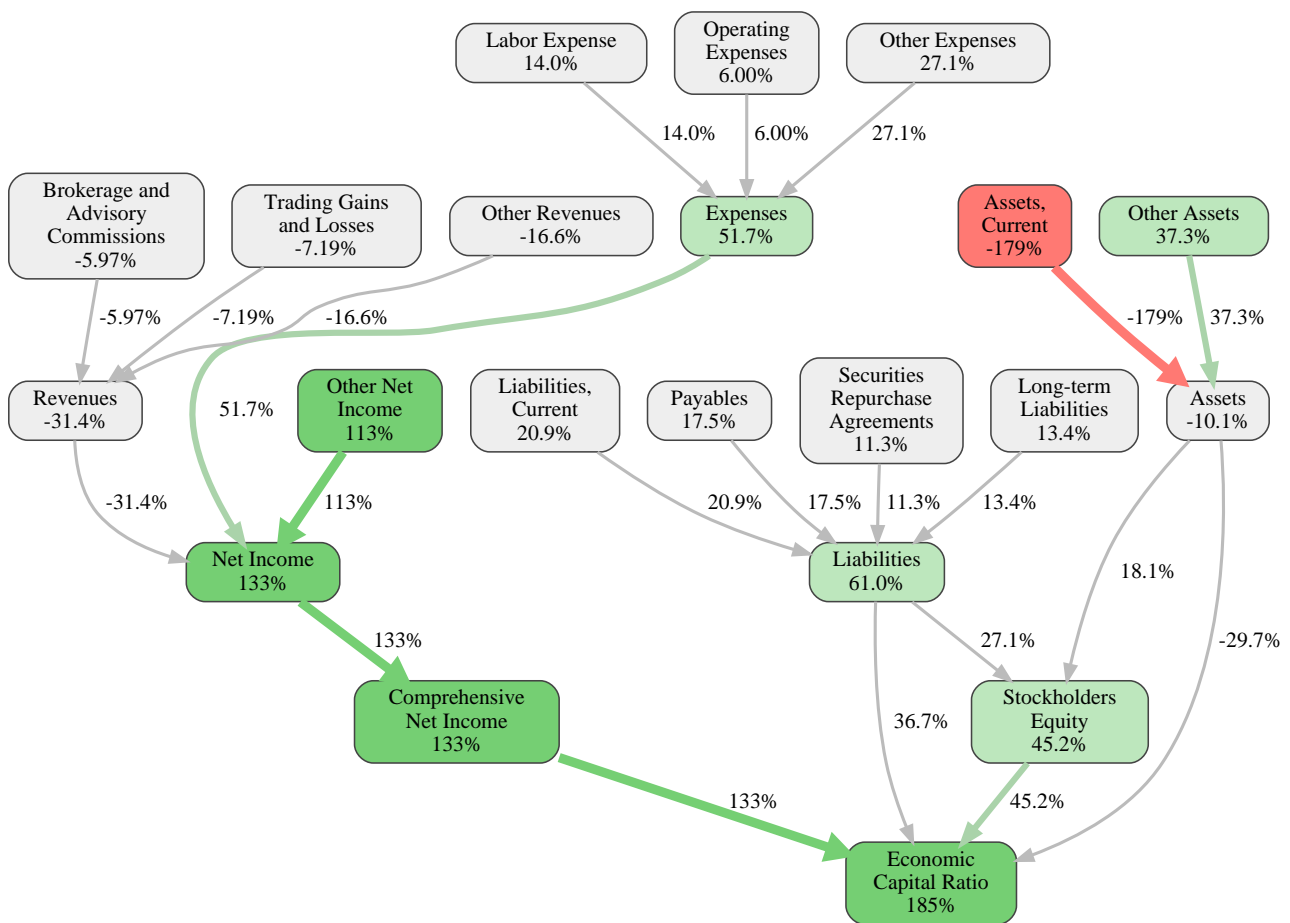 Labor Expense
14.0%
Operating
Expenses
6.00%
Other Expenses
27.1%
14.0%
6.00%
27.1%
Brokerage and
Advisory
Commissions
-5.97%
Trading Gains
and Losses
-7.19%
Other Revenues
-16.6%
Expenses
51.7%
Assets,
Current
-179%
Other Assets
37.3%
-5.97%
-7.19%
-16.6%
-179%
37.3%
Revenues
-31.4%
51.7%
Other Net
Income
113%
Liabilities,
Current
20.9%
Payables
17.5%
Securities
Repurchase
Agreements
11.3%
Long-term
Liabilities
13.4%
Assets
-10.1%
-31.4%
113%
20.9%
17.5%
11.3%
13.4%
Net Income
133%
Liabilities
61.0%
18.1%
133%
27.1%
-29.7%
Comprehensive
Net Income
133%
36.7%
Stockholders
Equity
45.2%
133%
45.2%
Economic
Capital Ratio
185%